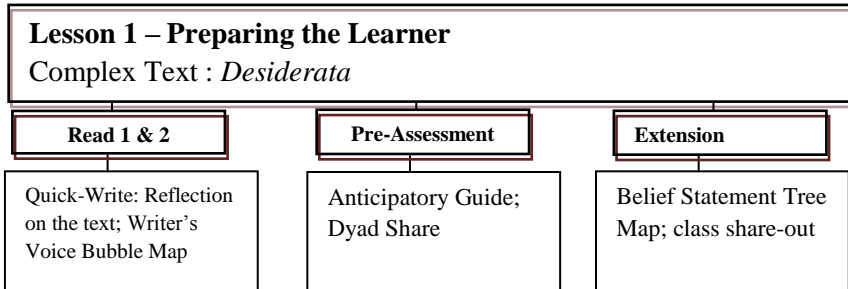 Lesson 1 – Preparing the Learner
Complex Text : Desiderata
Read 1 & 2
Pre-Assessment
Extension
Quick-Write: Reflection
on the text; Writer’s
Voice Bubble Map
Anticipatory Guide;
Dyad Share
Belief Statement Tree
Map; class share-out